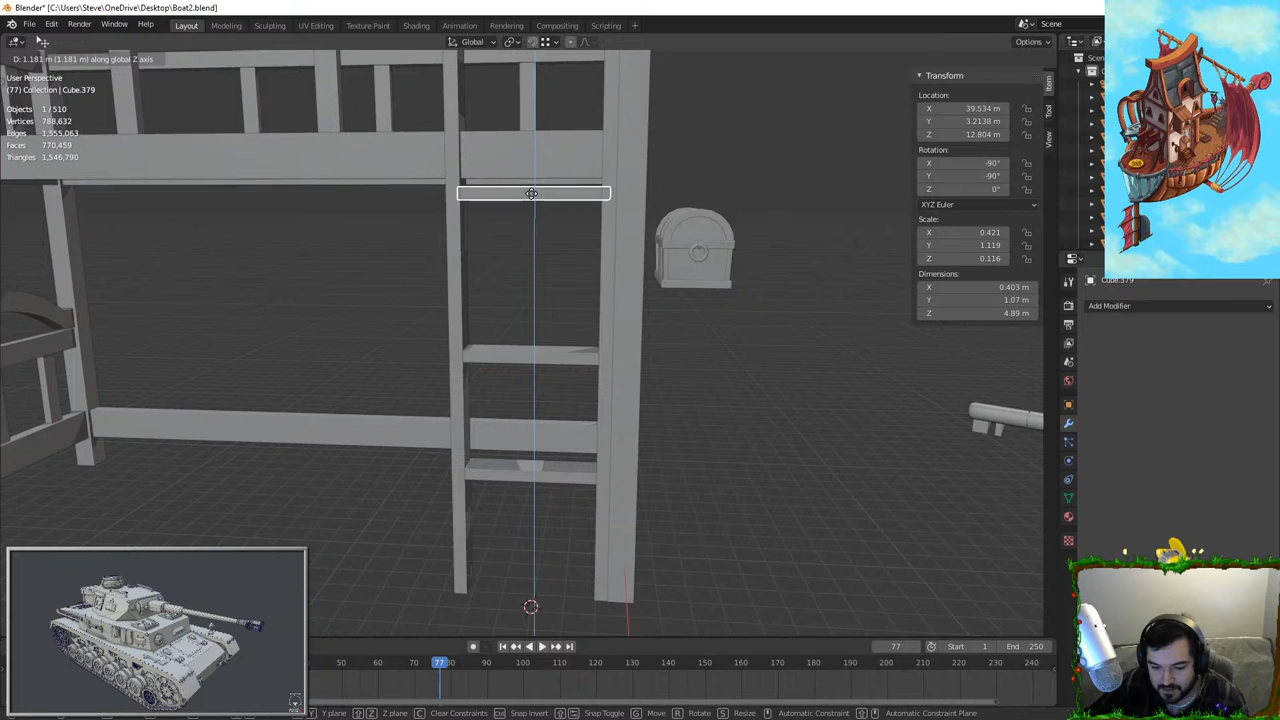 Blender* [C:\Users\Steve\OneDrive\Desktop\Boat2.blend]
File Edit Render Window Help Layout Modeling Sculpting UV Editing Texture Paint Shading Animation Rendering Compositing Scripting Scene
Global Options
D: 1.181 m (1.181 m) along global Z axis
User Perspective
(77) Collection | Cube.379
Objects 1 / 510
Vertices 788,632
Edges 1,555,063
Faces 770,459
Triangles 1,546,790
Transform
Location:
X 39.534 m
Y 3.2138 m
Z 12.804 m
Rotation:
X -90°
Y -90°
Z 0°
XYZ Euler
Scale:
X 0.421
Y 1.119
Z 0.116
Dimensions:
X 0.403 m
Y 1.07 m
Z 4.89 m
Item
Tool
View
Scen
Cube.379
Add Modifier
77 Start 1 End 250
50 60 70 77 80 90 100 110 120 130 140 150 160 170 180 190 200 210 220 230 240
Y plane Z Z plane C Clear Constraints Snap Invert Snap Toggle G Move R Rotate S Resize Automatic Constraint Automatic Constraint Plane